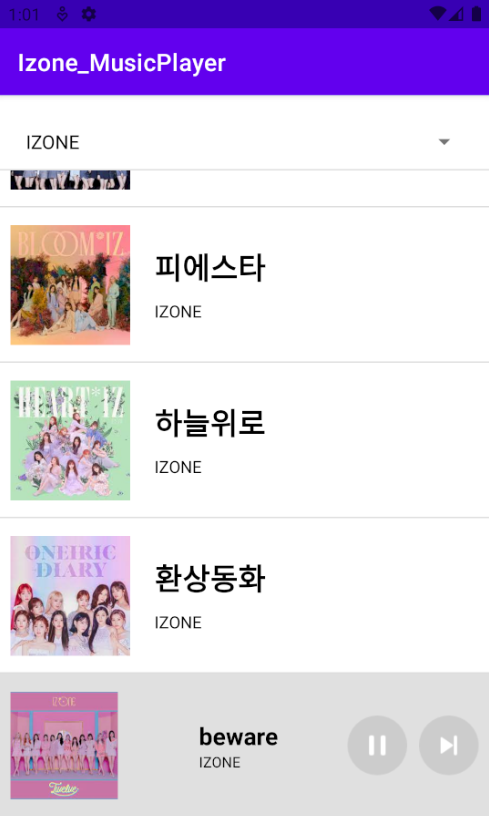 1:01
Izone_MusicPlayer
IZONE
BLOOM*IZ
피에스타
IZONE
HEART*IZ
하늘위로
IZONE
ONEIRIC
DIARY
환상동화
IZONE
IZ*ONE
Twelve
beware
IZONE